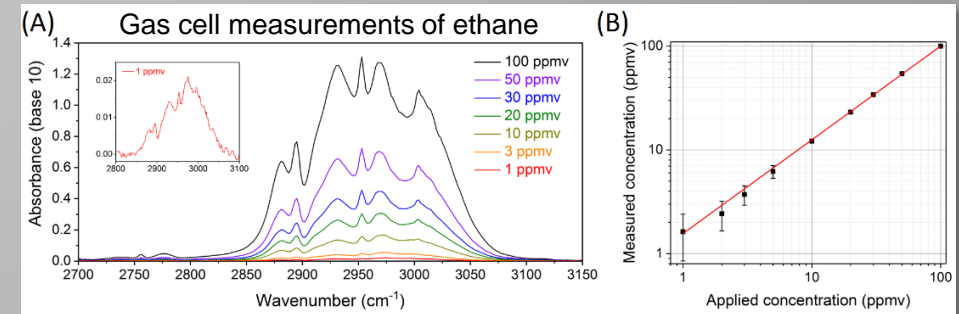 (A) Gas cell measurements of ethane
Absorbance (base 10)
1.4
1.2
1.0
0.8
0.6
0.4
0.2
0.0
2700 2750 2800 2850 2900 2950 3000 3050 3100 3150
Wavenumber (cm⁻¹)
1 ppmv
0.02
0.01
0.00
2800 2900 3000 3100
100 ppmv
50 ppmv
30 ppmv
20 ppmv
10 ppmv
3 ppmv
1 ppmv
(B)
Measured concentration (ppmv)
100
10
1
1 10 100
Applied concentration (ppmv)